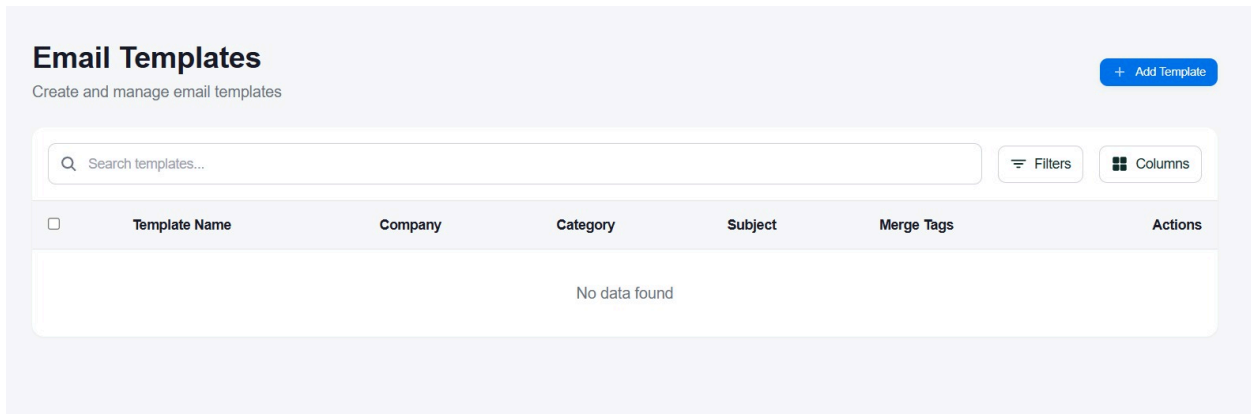 Email Templates
Create and manage email templates
+ Add Template
Search templates...
Filters
Columns
Template Name Company Category Subject Merge Tags Actions
No data found